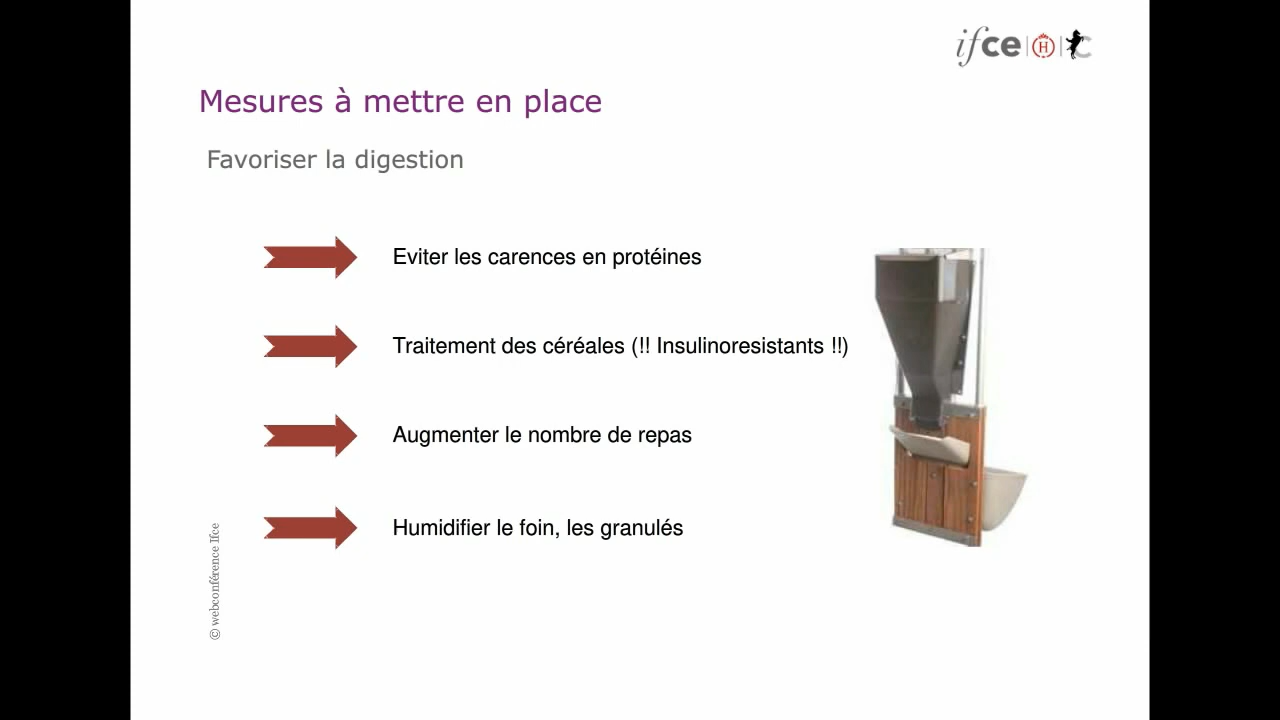 ifce
H
Mesures à mettre en place
Favoriser la digestion
Eviter les carences en protéines
Traitement des céréales (!! Insulinoresistants !!)
Augmenter le nombre de repas
Humidifier le foin, les granulés
© webconférence Ifce